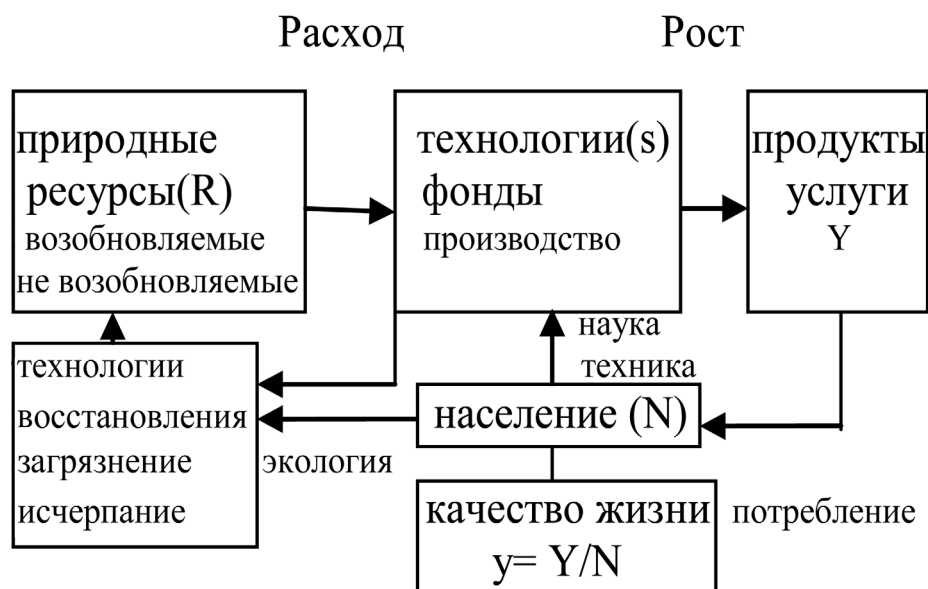 Расход
Рост
природные
ресурсы(R)
возобновляемые
не возобновляемые
технологии(s)
фонды
производство
продукты
услуги
Y
наука
техника
технологии
восстановления
загрязнение
исчерпание
экология
население (N)
качество жизни
y= Y/N
потребление